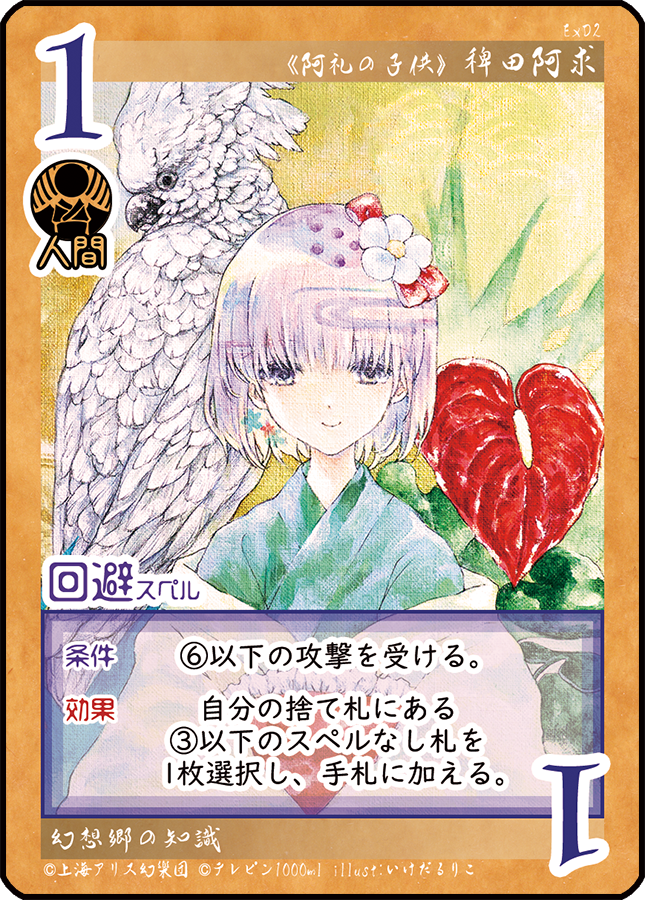 Ex02
1
《阿礼の子供》 稗田阿求
人間
回避スペル
条件 ⑥以下の攻撃を受ける。
効果 自分の捨て札にある
③以下のスペルなし札を
1枚選択し、手札に加える。
1
幻想郷の知識
©上海アリス幻樂団 ©テレピン1000ml illust:いけだるりこ